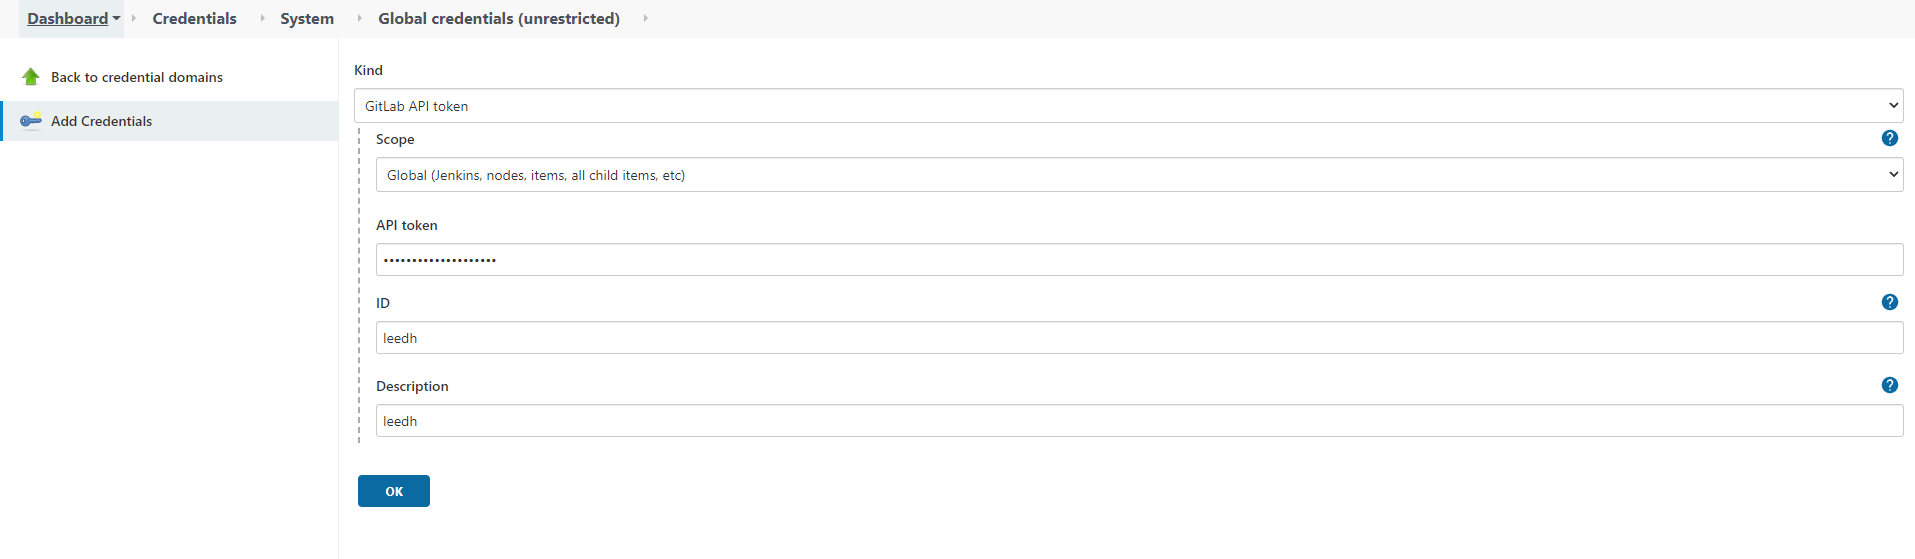 Dashboard Credentials System Global credentials (unrestricted)
Back to credential domains
Add Credentials
Kind
GitLab API token
Scope
?
Global (Jenkins, nodes, items, all child items, etc)
API token
••••••••••••••••••••
ID
?
leedh
Description
?
leedh
OK